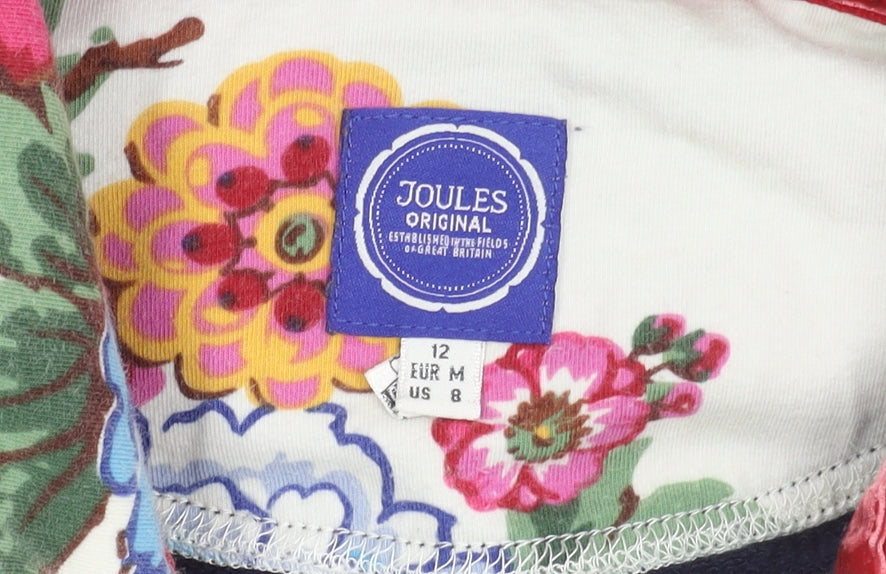 JOULES
ORIGINAL
ESTABLISHED IN THE FIELDS
OF GREAT BRITAIN
12
EUR M
US 8